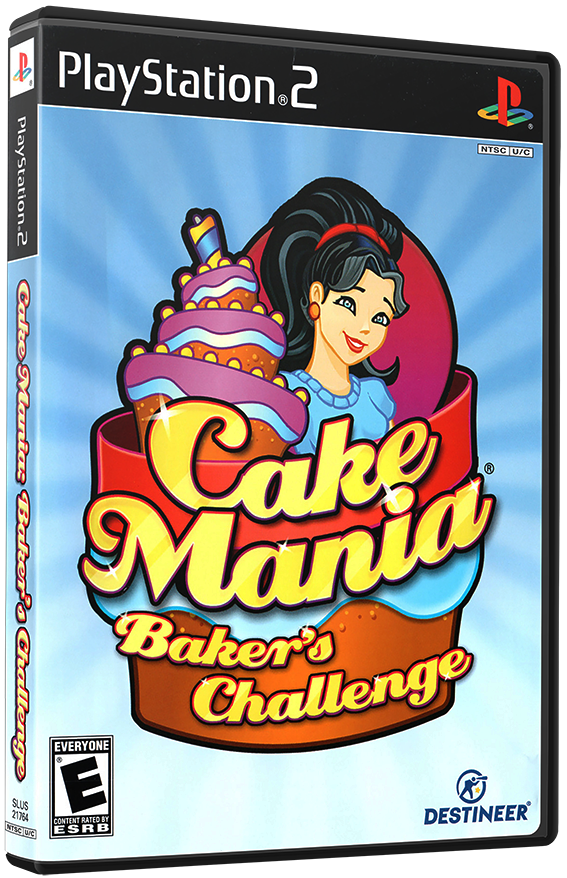 PlayStation®2
NTSC U/C
Cake
Mania®
Baker's
Challenge
EVERYONE
E
CONTENT RATED BY
ESRB
DESTINEER®
PlayStation®2
Cake Mania: Baker's Challenge
SLUS
21764
NTSC U/C